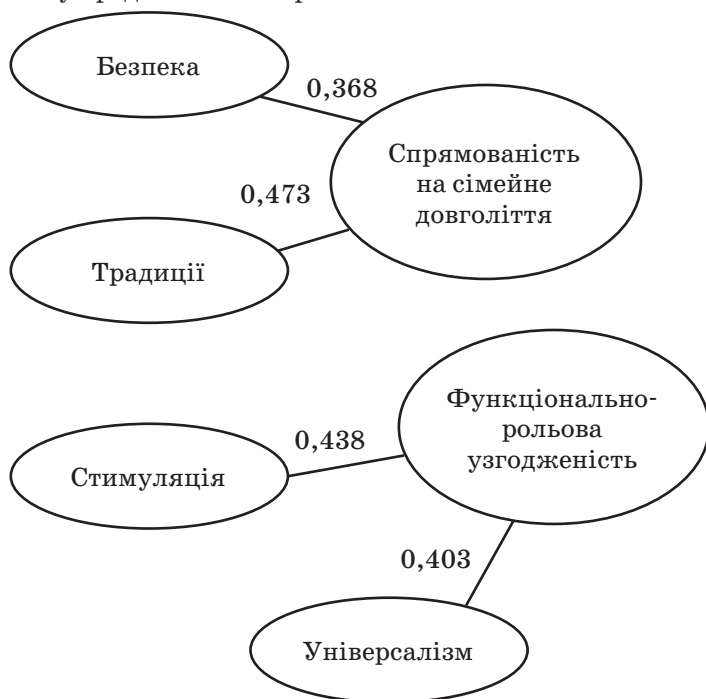 Безпека
0,368
Спрямованість
на сімейне
довголіття
0,473
Традиції
Функціонально-
рольова
узгодженість
0,438
Стимуляція
0,403
Універсалізм